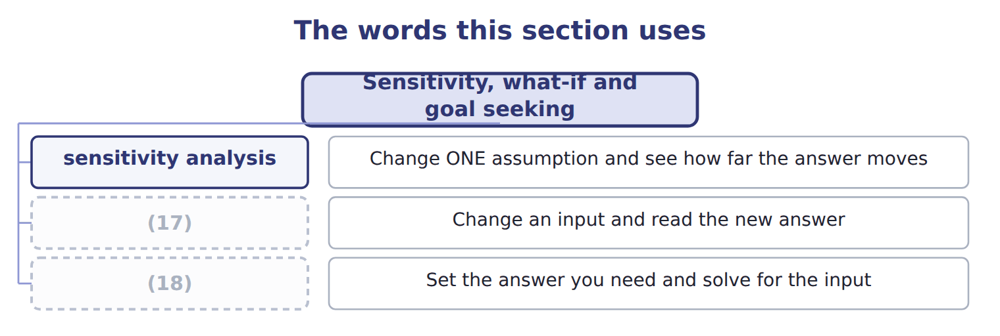 The words this section uses
Sensitivity, what-if and
goal seeking
sensitivity analysis
Change ONE assumption and see how far the answer moves
(17)
Change an input and read the new answer
(18)
Set the answer you need and solve for the input